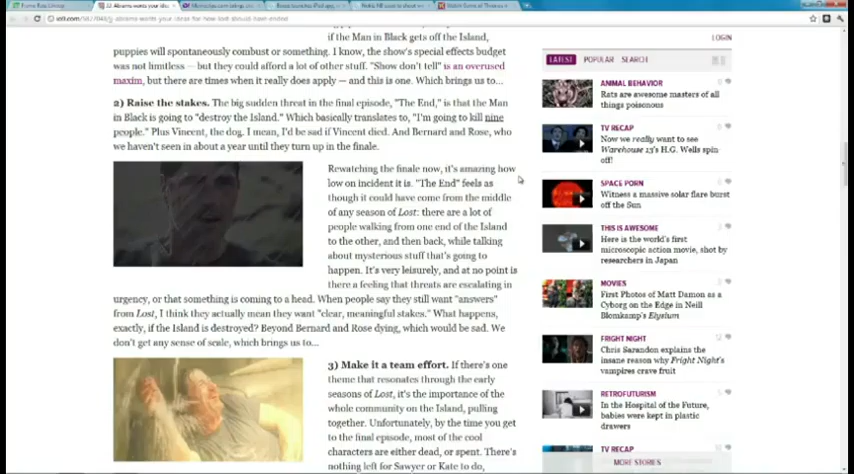 io9.com/5827043/jj-abrams-wants-your-ideas-for-how-lost-should-have-ended
if the Man in Black gets off the Island,
puppies will spontaneously combust or something. I know, the show's special effects budget
was not limitless — but they could afford a lot of other stuff. "Show don't tell" is an overused
maxim, but there are times when it really does apply — and this is one. Which brings us to...
2) Raise the stakes. The big sudden threat in the final episode, "The End," is that the Man
in Black is going to "destroy the Island." Which basically translates to, "I'm going to kill nine
people." Plus Vincent, the dog. I mean, I'd be sad if Vincent died. And Bernard and Rose, who
we haven't seen in about a year until they turn up in the finale.
Rewatching the finale now, it's amazing how
low on incident it is. "The End" feels as
though it could have come from the middle
of any season of Lost: there are a lot of
people walking from one end of the Island
to the other, and then back, while talking
about mysterious stuff that's going to
happen. It's very leisurely, and at no point is
there a feeling that threats are escalating in
urgency, or that something is coming to a head. When people say they still want "answers"
from Lost, I think they actually mean they want "clear, meaningful stakes." What happens,
exactly, if the Island is destroyed? Beyond Bernard and Rose dying, which would be sad. We
don't get any sense of scale, which brings us to...
3) Make it a team effort. If there's one
theme that resonates through the early
seasons of Lost, it's the importance of the
whole community on the Island, pulling
together. Unfortunately, by the time you get
to the final episode, most of the cool
characters are either dead, or spent. There's
nothing left for Sawyer or Kate to do,
LOGIN
LATEST POPULAR SEARCH
ANIMAL BEHAVIOR
Rats are awesome masters of all
things poisonous
TV RECAP
Now we really want to see
Warehouse 13's H.G. Wells spin
off!
SPACE PORN
Witness a massive solar flare burst
off the Sun
THIS IS AWESOME
Here is the world's first
microscopic action movie, shot by
researchers in Japan
MOVIES
First Photos of Matt Damon as a
Cyborg on the Edge in Neill
Blomkamp's Elysium
FRIGHT NIGHT
Chris Sarandon explains the
insane reason why Fright Night's
vampires crave fruit
RETROFUTURISM
In the Hospital of the Future,
babies were kept in plastic
drawers
TV RECAP
MORE STORIES